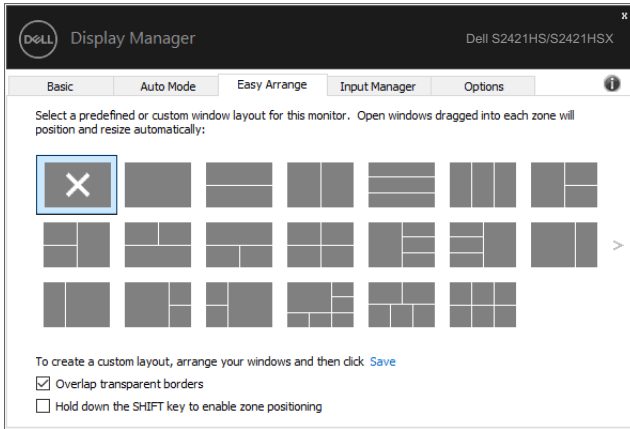 x
DELL Display Manager Dell S2421HS/S2421HSX
Basic Auto Mode Easy Arrange Input Manager Options i
Select a predefined or custom window layout for this monitor. Open windows dragged into each zone will
position and resize automatically:
>
To create a custom layout, arrange your windows and then click Save
Overlap transparent borders
Hold down the SHIFT key to enable zone positioning